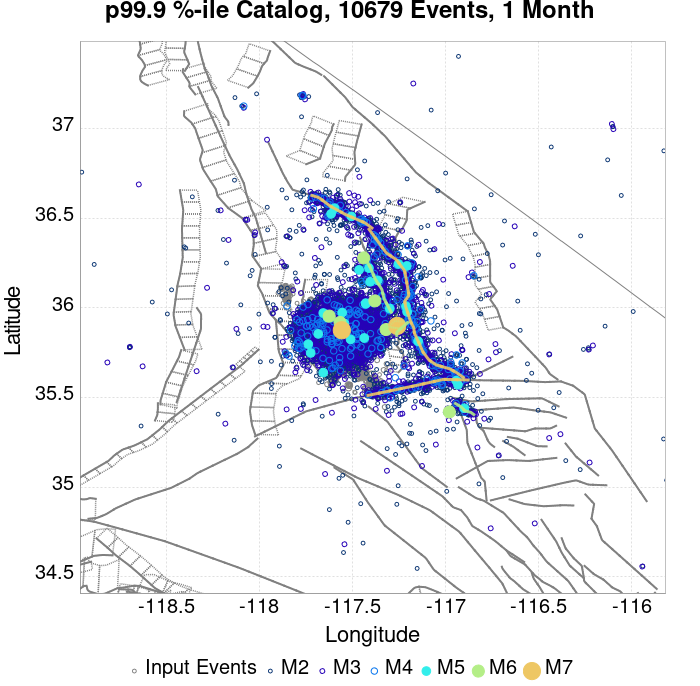 p99.9 %-ile Catalog, 10679 Events, 1 Month
37
36.5
36
35.5
35
34.5
Latitude
-118.5 -118 -117.5 -117 -116.5 -116
Longitude
Input Events M2 M3 M4 M5 M6 M7